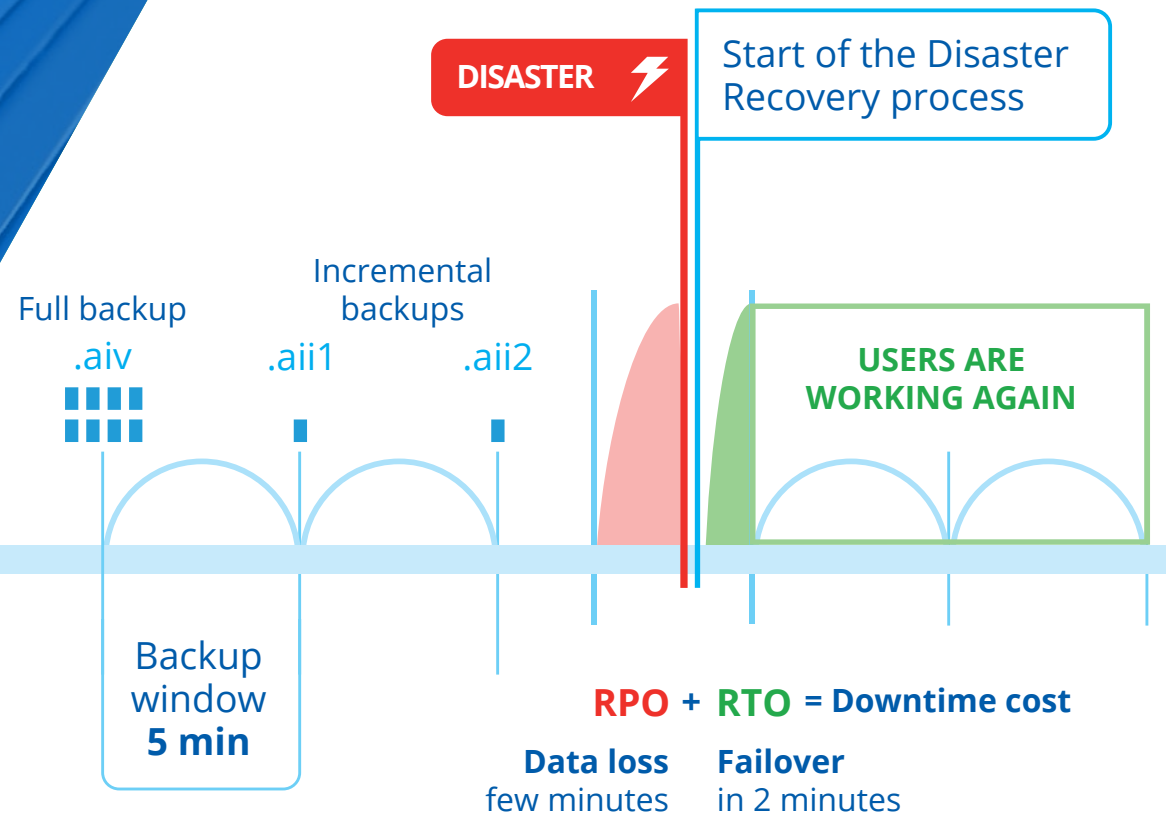 DISASTER
Start of the Disaster
Recovery process
Full backup
.aiv
Incremental
backups
.aii1
.aii2
USERS ARE
WORKING AGAIN
Backup
window
5 min
RPO + RTO = Downtime cost
Data loss
few minutes
Failover
in 2 minutes